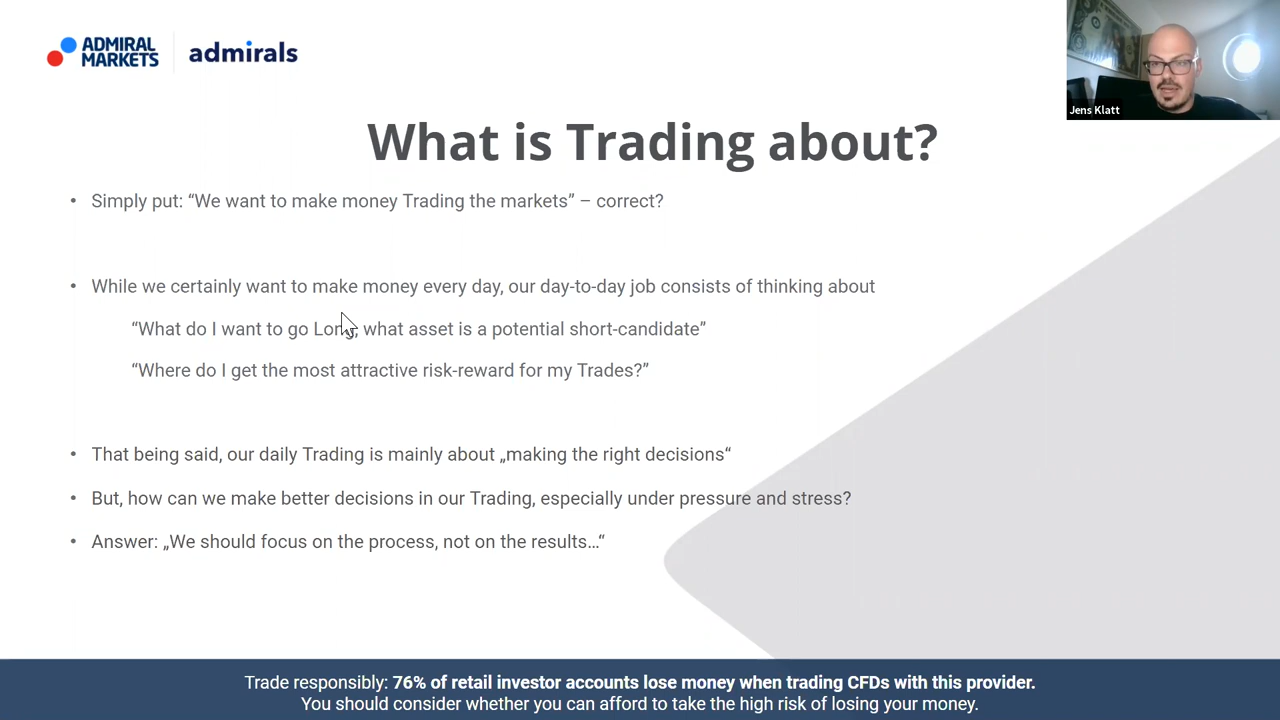 ADMIRAL
MARKETS
admirals
Jens Klatt
What is Trading about?
• Simply put: “We want to make money Trading the markets” – correct?
• While we certainly want to make money every day, our day-to-day job consists of thinking about
“What do I want to go Long, what asset is a potential short-candidate”
“Where do I get the most attractive risk-reward for my Trades?”
• That being said, our daily Trading is mainly about „making the right decisions“
• But, how can we make better decisions in our Trading, especially under pressure and stress?
• Answer: „We should focus on the process, not on the results…“
Trade responsibly: 76% of retail investor accounts lose money when trading CFDs with this provider.
You should consider whether you can afford to take the high risk of losing your money.